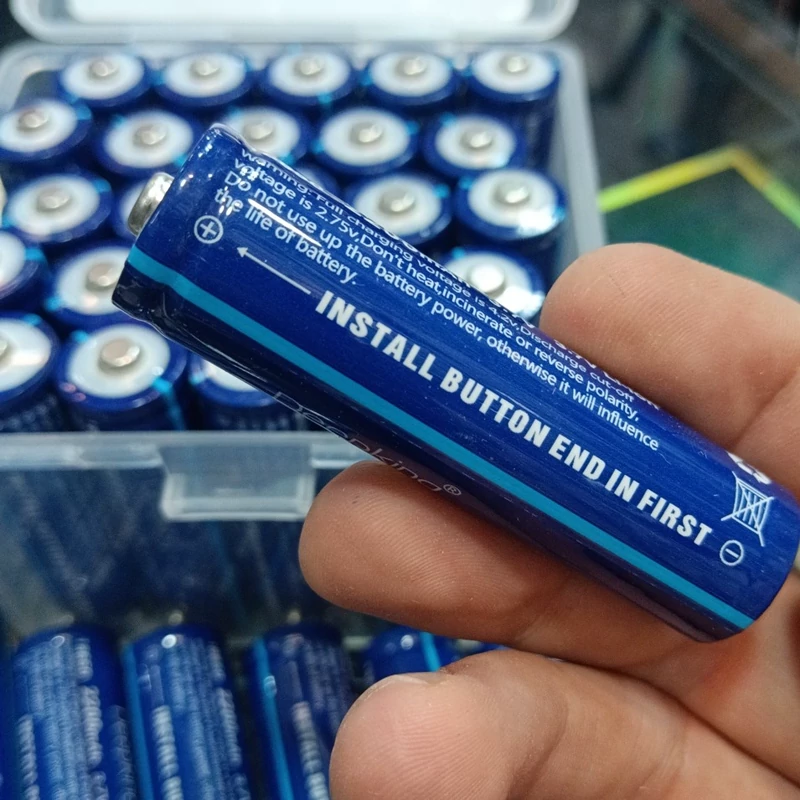 warning: Full charging voltage is 4.2v, Discharge cut-off
voltage is 2.75v, Don't heat, incinerate or reverse polarity,
Do not use up the battery power, otherwise it will influence
the life of battery.
INSTALL BUTTON END IN FIRST